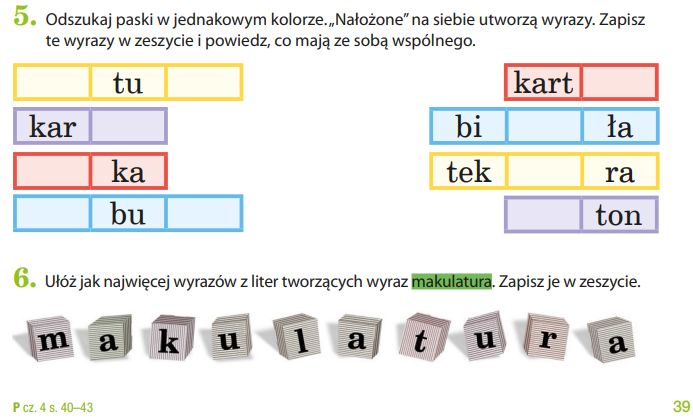 5. Odszukaj paski w jednakowym kolorze. „Nałożone” na siebie utworzą wyrazy. Zapisz
te wyrazy w zeszycie i powiedz, co mają ze sobą wspólnego.
tu kart
kar bi ła
ka tek ra
bu ton
6. Ułóż jak najwięcej wyrazów z liter tworzących wyraz makulatura. Zapisz je w zeszycie.
m a k u l a t u r a
P cz. 4 s. 40–43 39